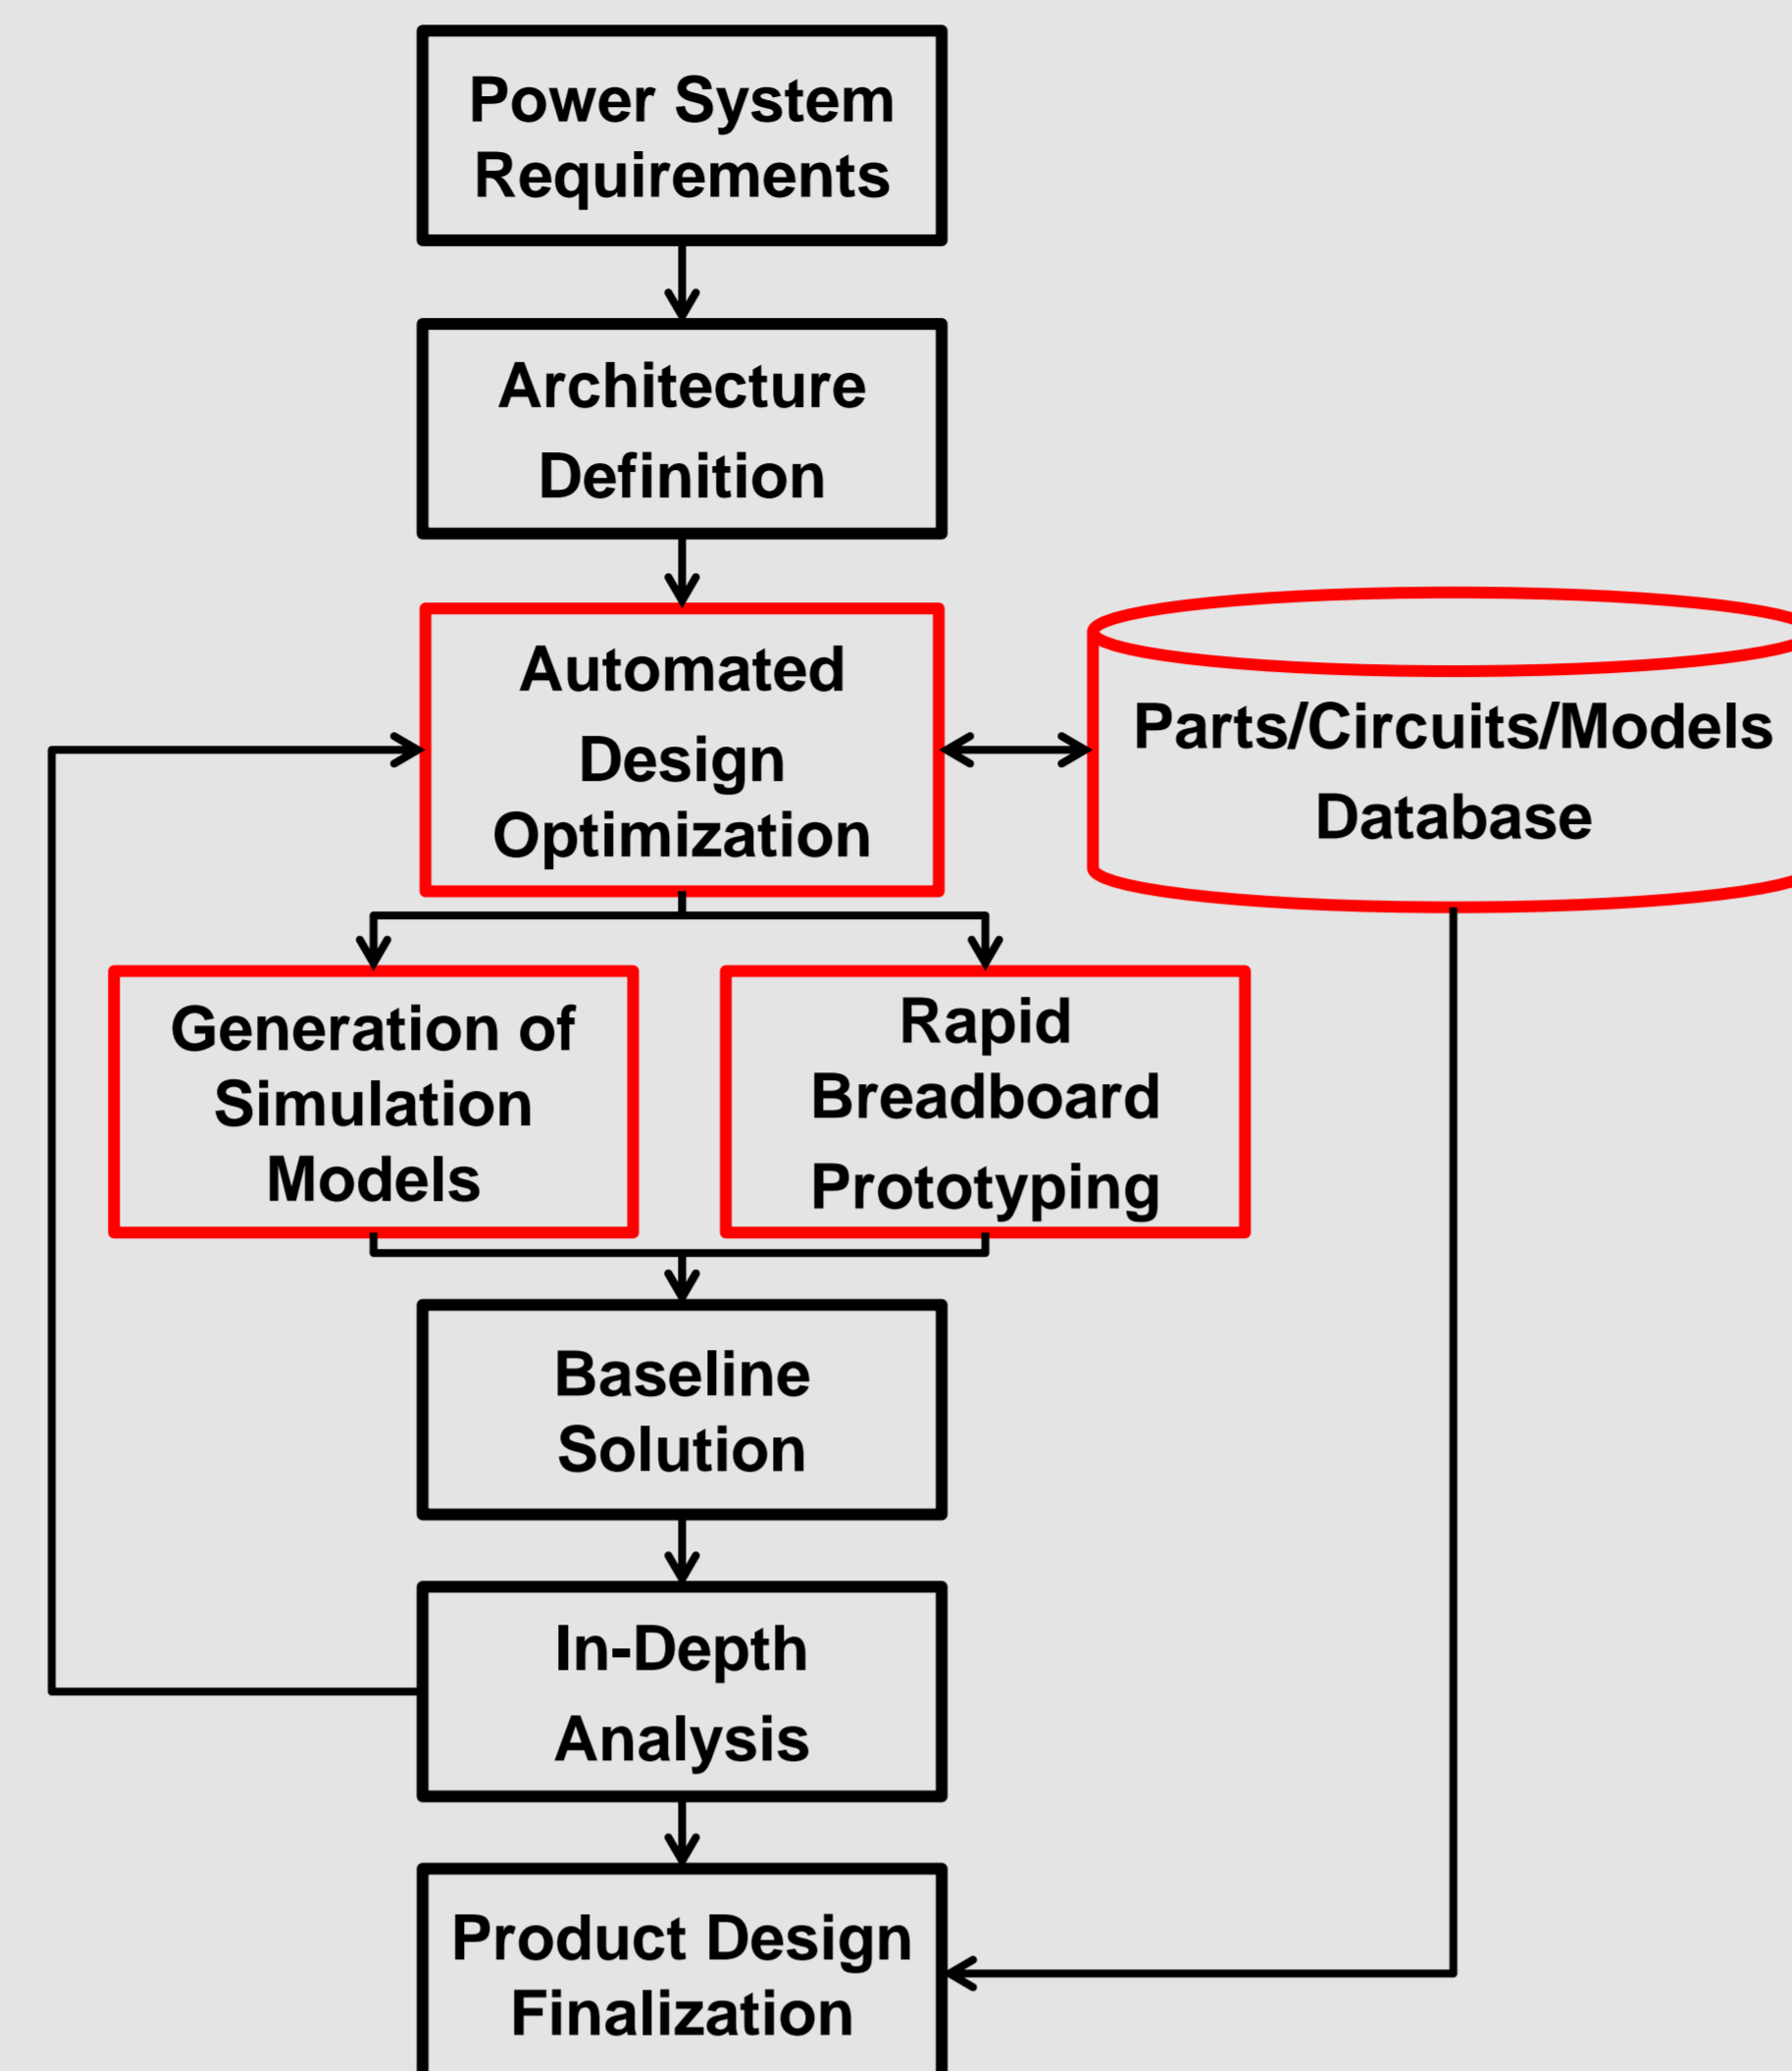 Power System
Requirements
Architecture
Definition
Automated
Design
Optimization
Parts/Circuits/Models
Database
Generation of
Simulation
Models
Rapid
Breadboard
Prototyping
Baseline
Solution
In-Depth
Analysis
Product Design
Finalization